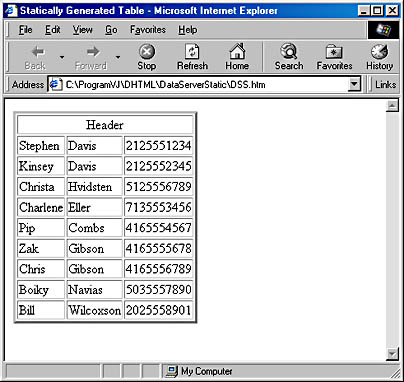 Statically Generated Table - Microsoft Internet Explorer
File Edit View Go Favorites Help
Back Forward Stop Refresh Home Search Favorites History
Address C:\ProgramVJ\DHTML\DataServerStatic\DSS.htm Links
Header
Stephen Davis 2125551234
Kinsey Davis 2125552345
Christa Hvidsten 5125556789
Charlene Eller 7135553456
Pip Combs 4165554567
Zak Gibson 4165555678
Chris Gibson 4165556789
Boiky Navias 5035557890
Bill Wilcoxson 2025558901
My Computer